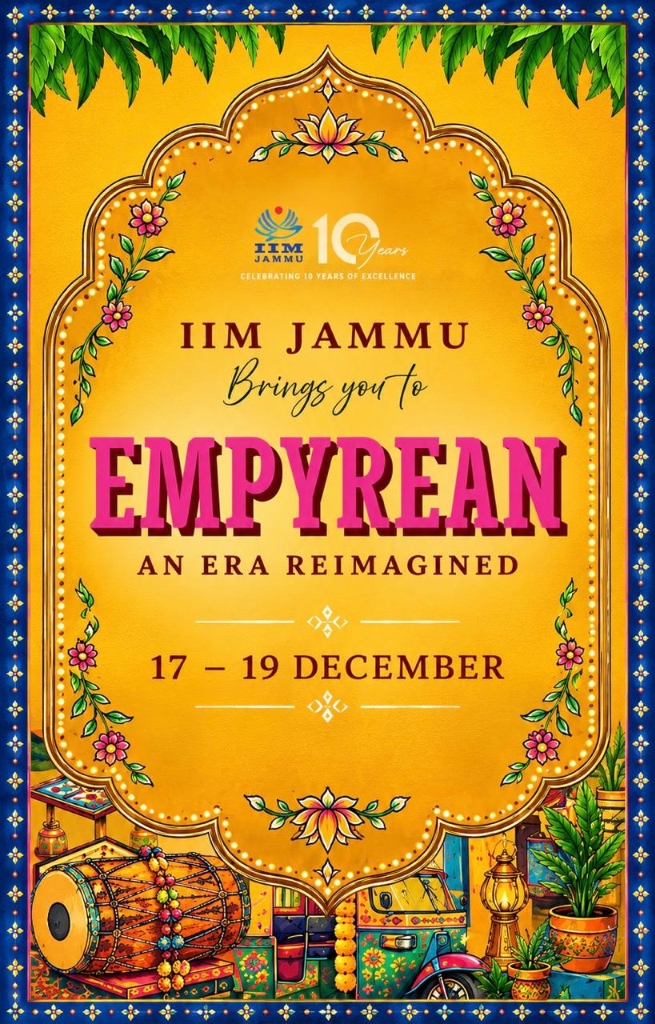 IIM
JAMMU
10 Years
CELEBRATING 10 YEARS OF EXCELLENCE
IIM JAMMU
Brings you to
EMPYREAN
AN ERA REIMAGINED
17 – 19 DECEMBER